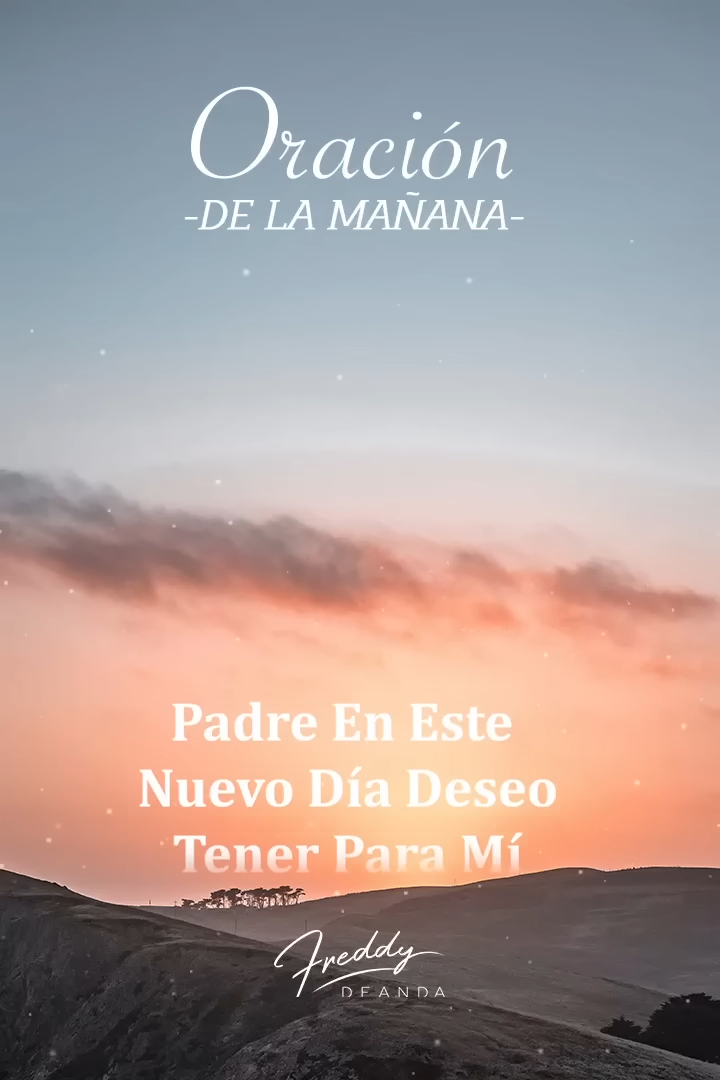 Oración
-DE LA MAÑANA-
Padre En Este
Nuevo Día Deseo
Tener Para Mí
Freddy
DEANDA